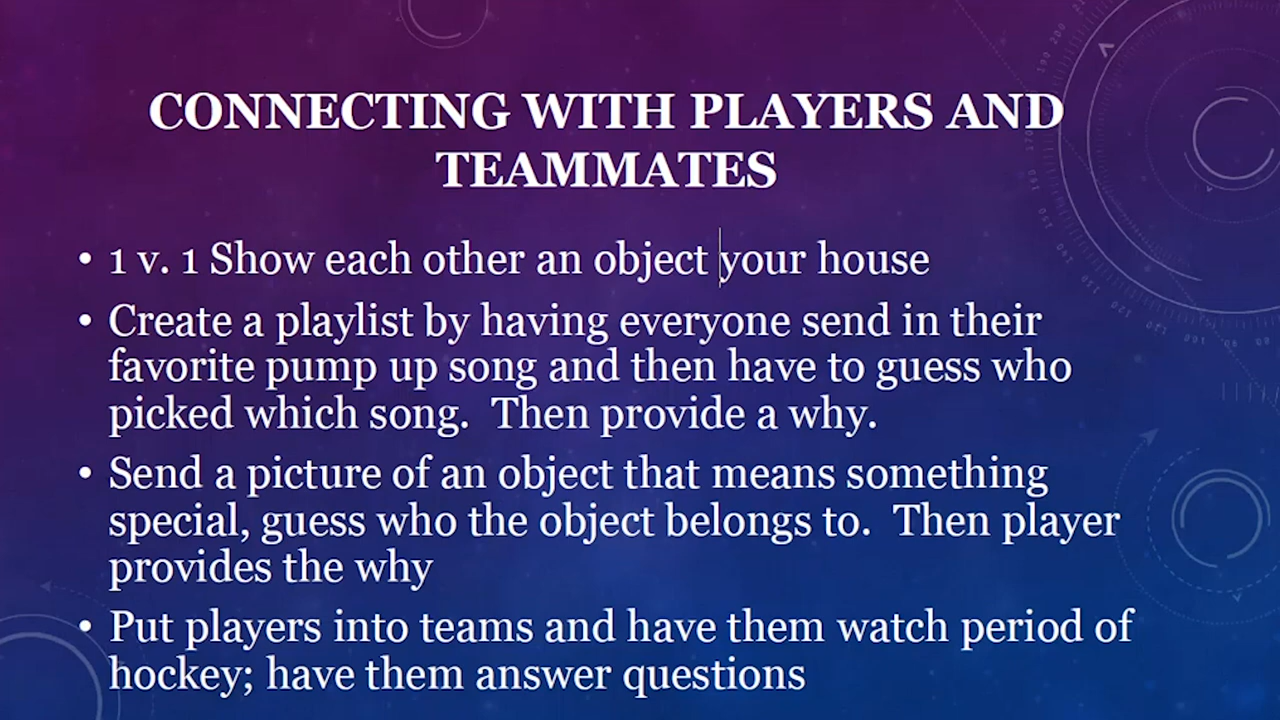 CONNECTING WITH PLAYERS AND
TEAMMATES
• 1 v. 1 Show each other an object your house
• Create a playlist by having everyone send in their
favorite pump up song and then have to guess who
picked which song.  Then provide a why.
• Send a picture of an object that means something
special, guess who the object belongs to.  Then player
provides the why
• Put players into teams and have them watch period of
hockey; have them answer questions